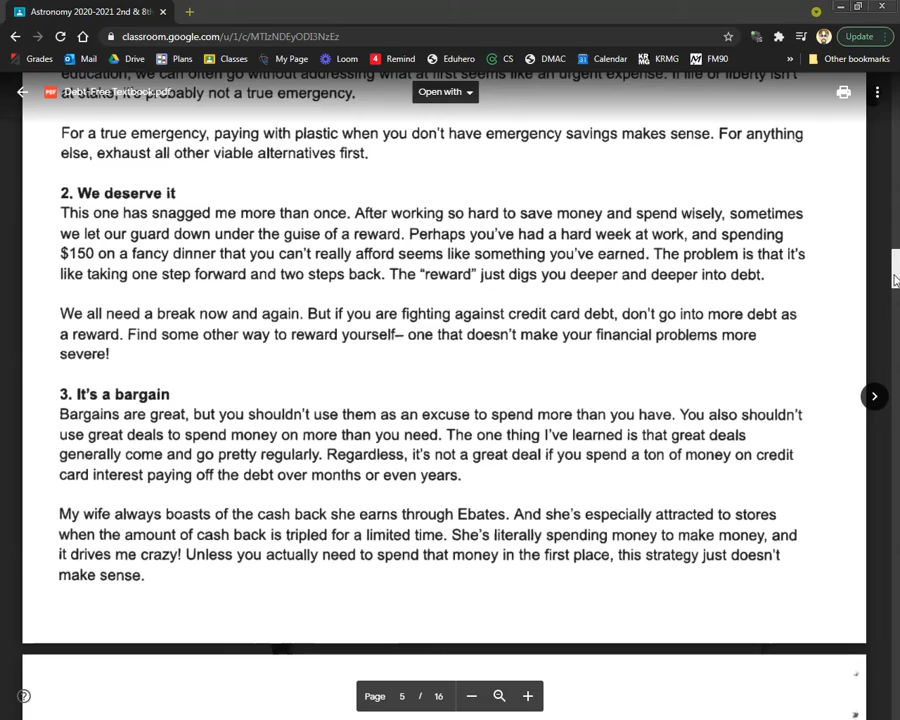 Astronomy 2020-2021 2nd & 8th
classroom.google.com/u/1/c/MTIzNDEyODI3NzEz
Update
Grades Mail Drive Plans Classes My Page Loom Remind Eduhero CS DMAC Calendar KRMG FM90 » Other bookmarks
education, we can often go without addressing what at first seems like an urgent expense. If life or liberty isn't
Debt-Free Textbook.pdf
Open with
at stake, it's probably not a true emergency.
For a true emergency, paying with plastic when you don't have emergency savings makes sense. For anything
else, exhaust all other viable alternatives first.
2. We deserve it
This one has snagged me more than once. After working so hard to save money and spend wisely, sometimes
we let our guard down under the guise of a reward. Perhaps you've had a hard week at work, and spending
$150 on a fancy dinner that you can't really afford seems like something you've earned. The problem is that it's
like taking one step forward and two steps back. The “reward” just digs you deeper and deeper into debt.
We all need a break now and again. But if you are fighting against credit card debt, don't go into more debt as
a reward. Find some other way to reward yourself– one that doesn't make your financial problems more
severe!
3. It's a bargain
Bargains are great, but you shouldn't use them as an excuse to spend more than you have. You also shouldn't
use great deals to spend money on more than you need. The one thing I've learned is that great deals
generally come and go pretty regularly. Regardless, it's not a great deal if you spend a ton of money on credit
card interest paying off the debt over months or even years.
My wife always boasts of the cash back she earns through Ebates. And she's especially attracted to stores
when the amount of cash back is tripled for a limited time. She's literally spending money to make money, and
it drives me crazy! Unless you actually need to spend that money in the first place, this strategy just doesn't
make sense.
Page 5 / 16